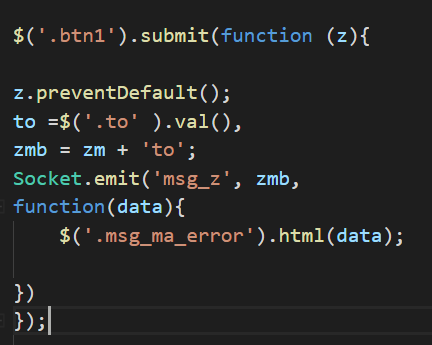 $('.btn1').submit(function (z){
z.preventDefault();
to =$('.to' ).val(),
zmb = zm + 'to';
Socket.emit('msg_z', zmb,
function(data){
$('.msg_ma_error').html(data);
})
});